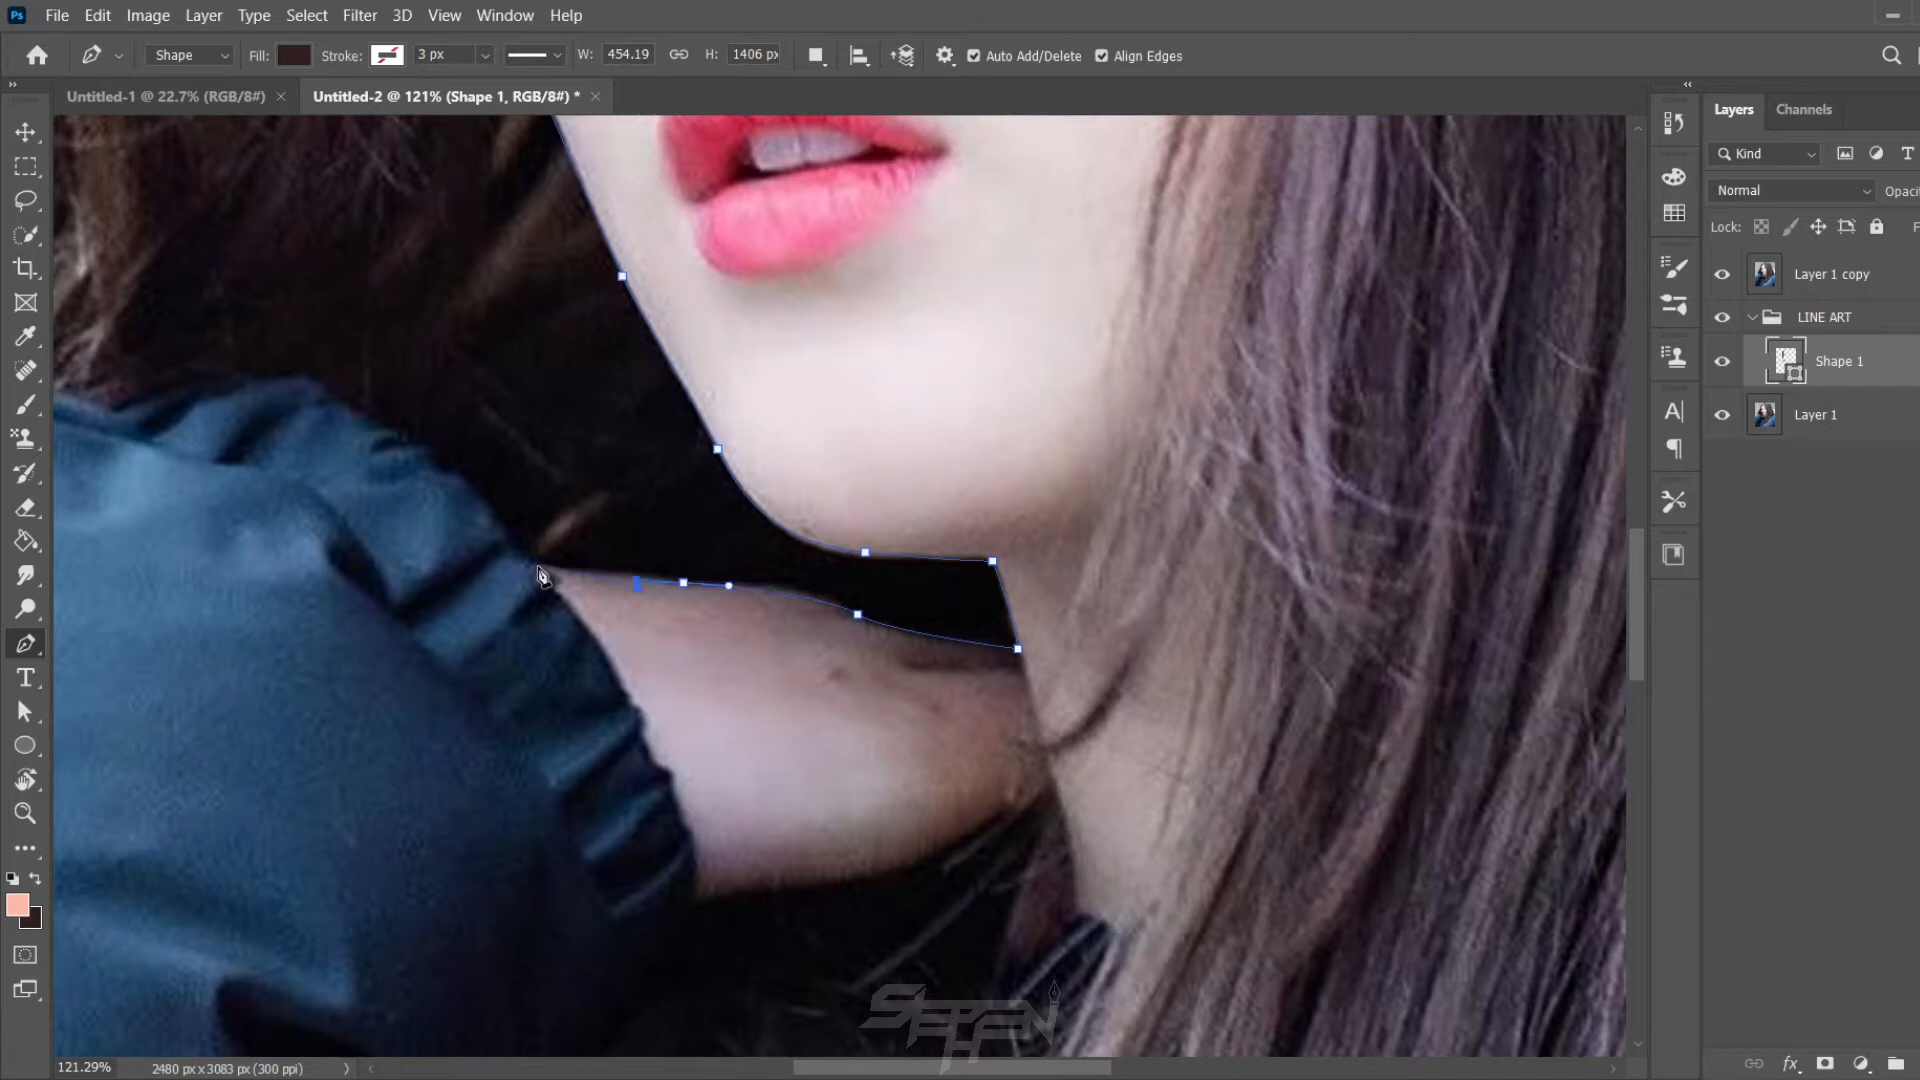 Ps File Edit Image Layer Type Select Filter 3D View Window Help
Shape Fill: Stroke: 3 px W: 454.19 H: 1406 px Auto Add/Delete Align Edges
Untitled-1 @ 22.7% (RGB/8#) × Untitled-2 @ 121% (Shape 1, RGB/8#) * ×
Layers Channels
Kind
Normal Opaci
Lock: F
Layer 1 copy
LINE ART
Shape 1
Layer 1
121.29% 2480 px x 3083 px (300 ppi)